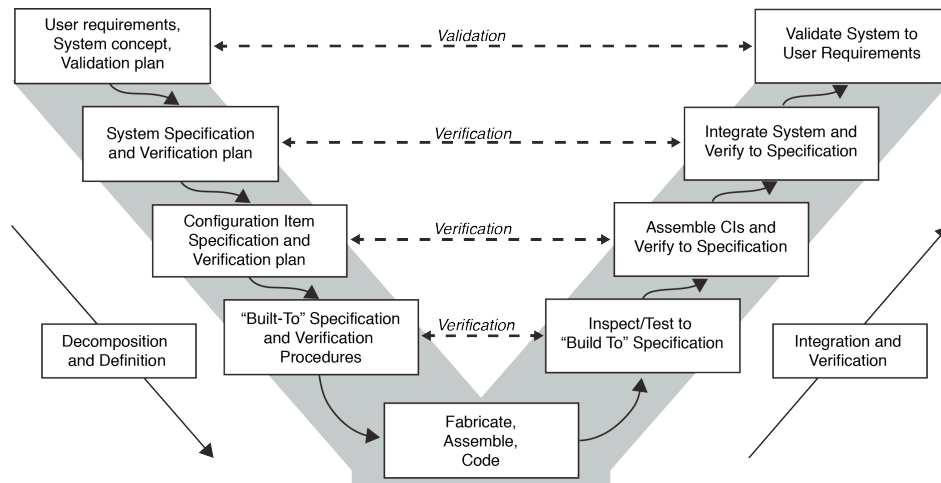 User requirements,
System concept,
Validation plan
Validation
Validate System to
User Requirements
System Specification
and Verification plan
Verification
Integrate System and
Verify to Specification
Configuration Item
Specification and
Verification plan
Verification
Assemble CIs and
Verify to Specification
“Built-To” Specification
and Verification
Procedures
Verification
Inspect/Test to
“Build To” Specification
Decomposition
and Definition
Integration and
Verification
Fabricate,
Assemble,
Code